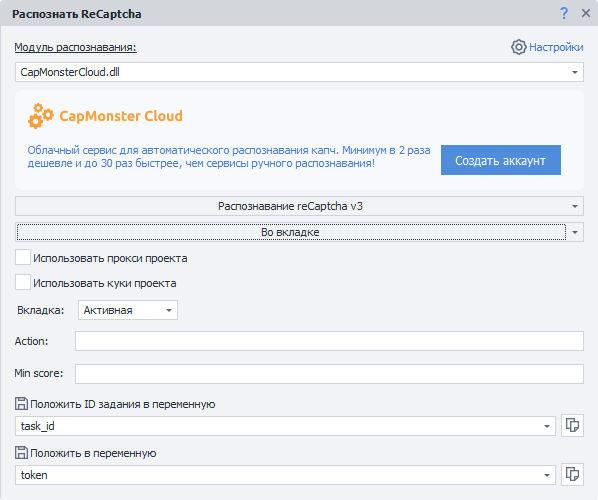 Распознать ReCaptcha
?
Модуль распознавания:
Настройки
CapMonsterCloud.dll
CapMonster Cloud
Облачный сервис для автоматического распознавания капч. Минимум в 2 раза
дешевле и до 30 раз быстрее, чем сервисы ручного распознавания!
Создать аккаунт
Распознавание reCaptcha v3
Во вкладке
Использовать прокси проекта
Использовать куки проекта
Вкладка:
Активная
Action:
Min score:
Положить ID задания в переменную
task_id
Положить в переменную
token